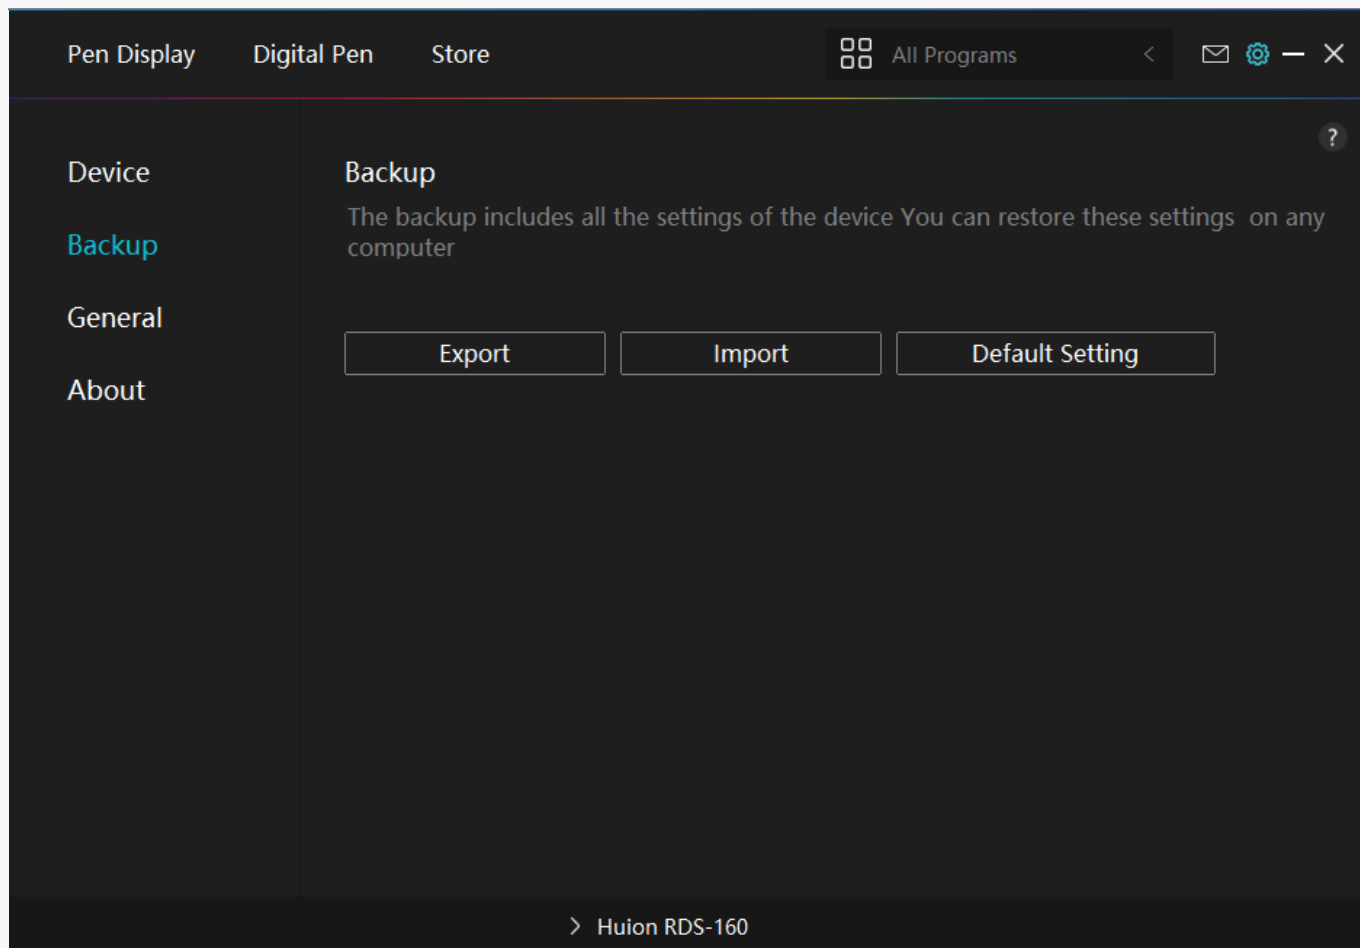 Pen Display Digital Pen Store All Programs
?
Device
Backup
General
About
Backup
The backup includes all the settings of the device You can restore these settings  on any
computer
Export Import Default Setting
Huion RDS-160